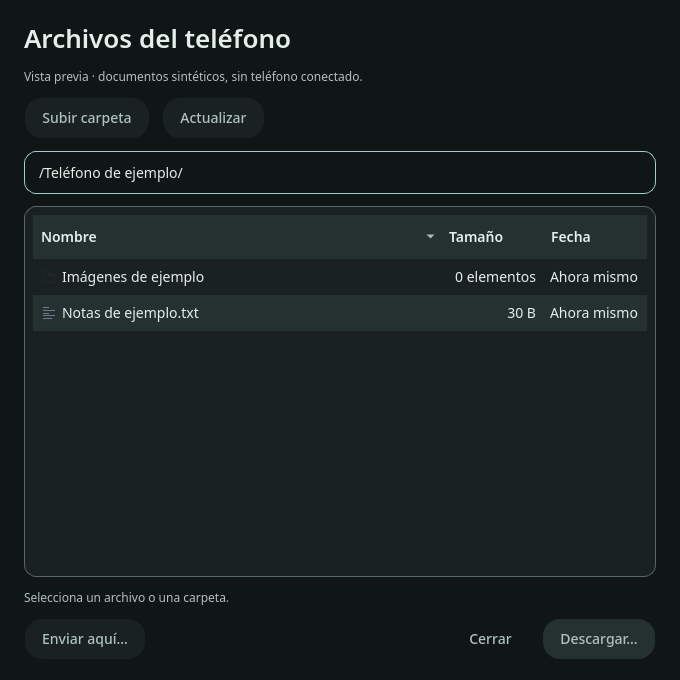 Archivos del teléfono
Vista previa · documentos sintéticos, sin teléfono conectado.
Subir carpeta Actualizar
/Teléfono de ejemplo/
Nombre Tamaño Fecha
Imágenes de ejemplo 0 elementos Ahora mismo
Notas de ejemplo.txt 30 B Ahora mismo
Selecciona un archivo o una carpeta.
Enviar aquí... Cerrar Descargar...